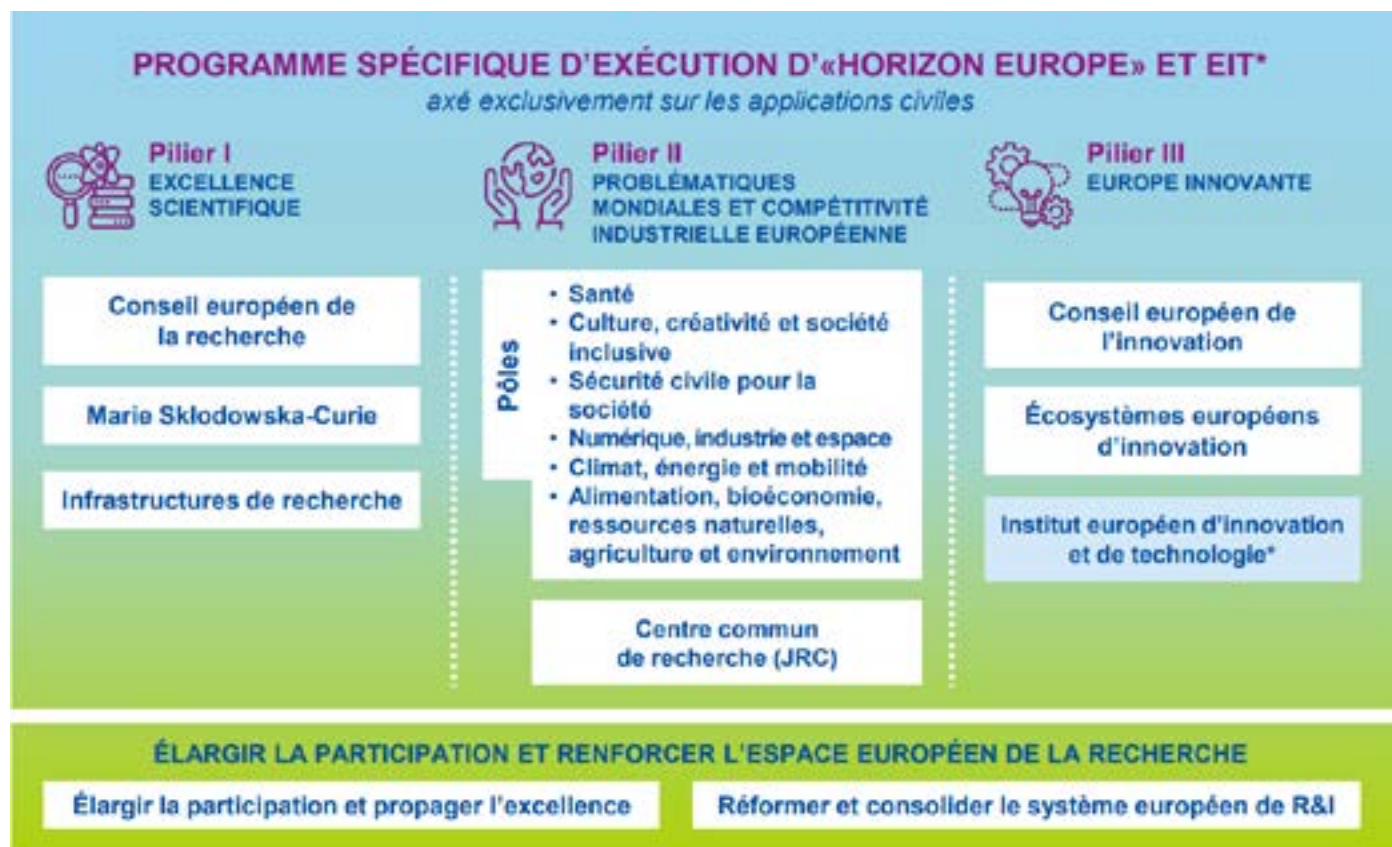 PROGRAMME SPÉCIFIQUE D'EXÉCUTION D'«HORIZON EUROPE» ET EIT*
axé exclusivement sur les applications civiles
Pilier I
EXCELLENCE
SCIENTIFIQUE
Conseil européen de
la recherche
Marie Skłodowska-Curie
Infrastructures de recherche
Pilier II
PROBLÉMATIQUES
MONDIALES ET COMPÉTITIVITÉ
INDUSTRIELLE EUROPÉENNE
Pôles
• Santé
• Culture, créativité et société
inclusive
• Sécurité civile pour la
société
• Numérique, industrie et espace
• Climat, énergie et mobilité
• Alimentation, bioéconomie,
ressources naturelles,
agriculture et environnement
Centre commun
de recherche (JRC)
Pilier III
EUROPE INNOVANTE
Conseil européen de
l'innovation
Écosystèmes européens
d'innovation
Institut européen d'innovation
et de technologie*
ÉLARGIR LA PARTICIPATION ET RENFORCER L'ESPACE EUROPÉEN DE LA RECHERCHE
Élargir la participation et propager l'excellence
Réformer et consolider le système européen de R&I